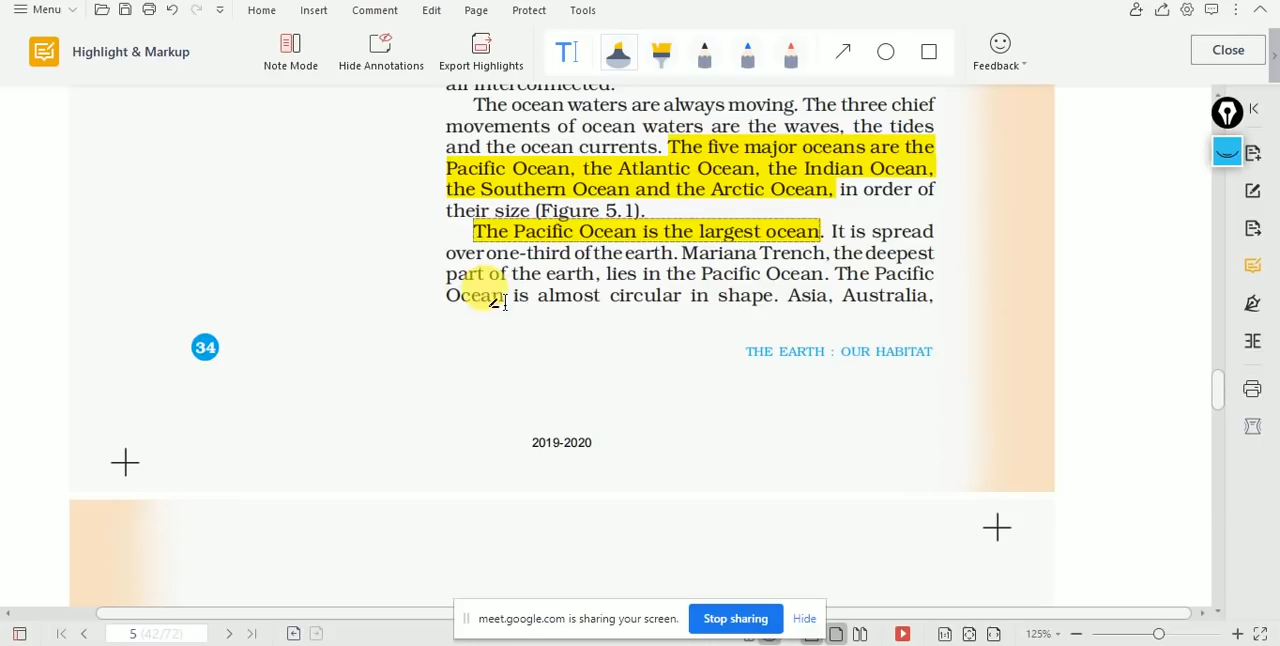 Menu Home Insert Comment Edit Page Protect Tools
Highlight & Markup Note Mode Hide Annotations Export Highlights T Feedback Close
all interconnected.
The ocean waters are always moving. The three chief
movements of ocean waters are the waves, the tides
and the ocean currents. The five major oceans are the
Pacific Ocean, the Atlantic Ocean, the Indian Ocean,
the Southern Ocean and the Arctic Ocean, in order of
their size (Figure 5.1).
The Pacific Ocean is the largest ocean. It is spread
over one-third of the earth. Mariana Trench, the deepest
part of the earth, lies in the Pacific Ocean. The Pacific
Ocean is almost circular in shape. Asia, Australia,
34 THE EARTH : OUR HABITAT
2019-2020
meet.google.com is sharing your screen. Stop sharing Hide
5 (42/72) 1:1 125%